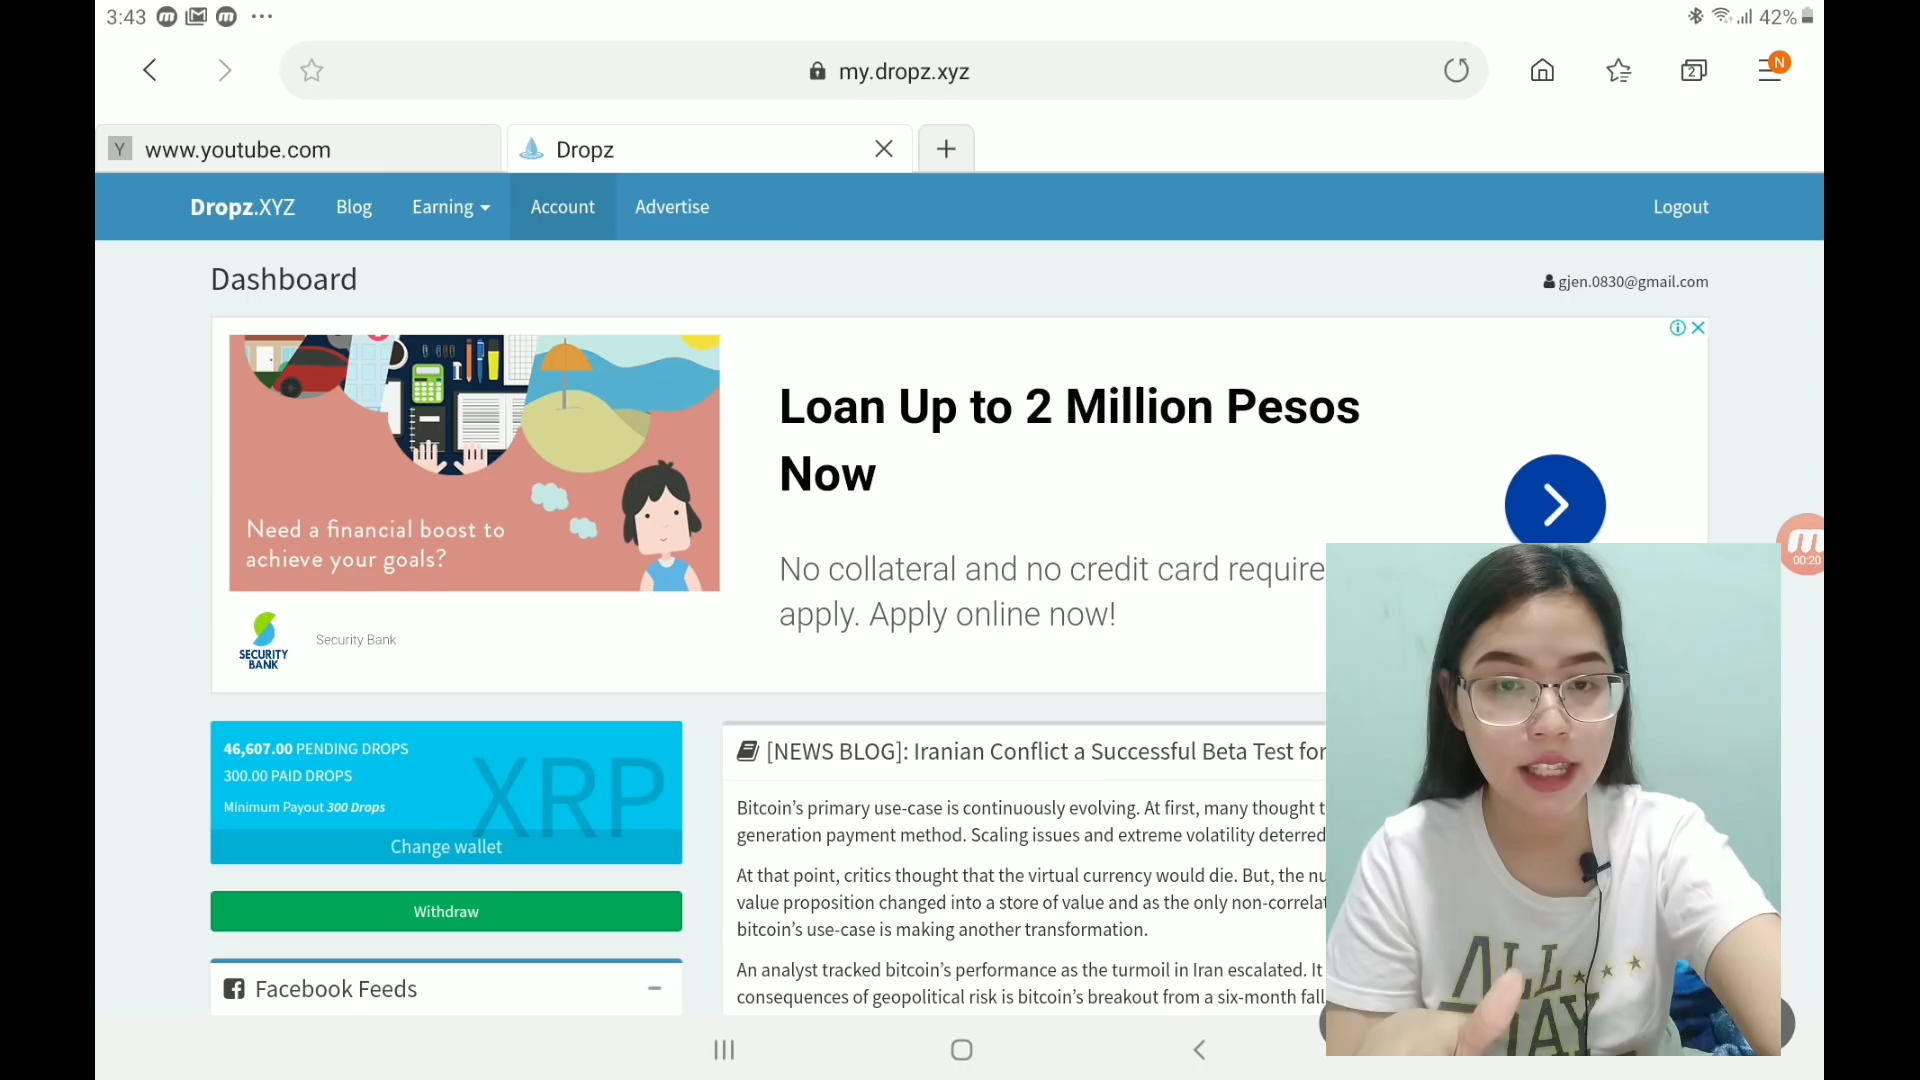 3:43
42%
my.dropz.xyz
2
N
Y www.youtube.com
Dropz
Dropz.XYZ Blog Earning Account Advertise Logout
Dashboard
gjen.0830@gmail.com
Loan Up to 2 Million Pesos
Now
Need a financial boost to
achieve your goals?
No collateral and no credit card require
apply. Apply online now!
SECURITY
BANK
Security Bank
m
00:20
46,607.00 PENDING DROPS
300.00 PAID DROPS
Minimum Payout 300 Drops
XRP
Change wallet
Withdraw
Facebook Feeds
[NEWS BLOG]: Iranian Conflict a Successful Beta Test for
Bitcoin's primary use-case is continuously evolving. At first, many thought t
generation payment method. Scaling issues and extreme volatility deterred
At that point, critics thought that the virtual currency would die. But, the nu
value proposition changed into a store of value and as the only non-correlat
bitcoin's use-case is making another transformation.
An analyst tracked bitcoin's performance as the turmoil in Iran escalated. It
consequences of geopolitical risk is bitcoin's breakout from a six-month fall
ALL
DAY